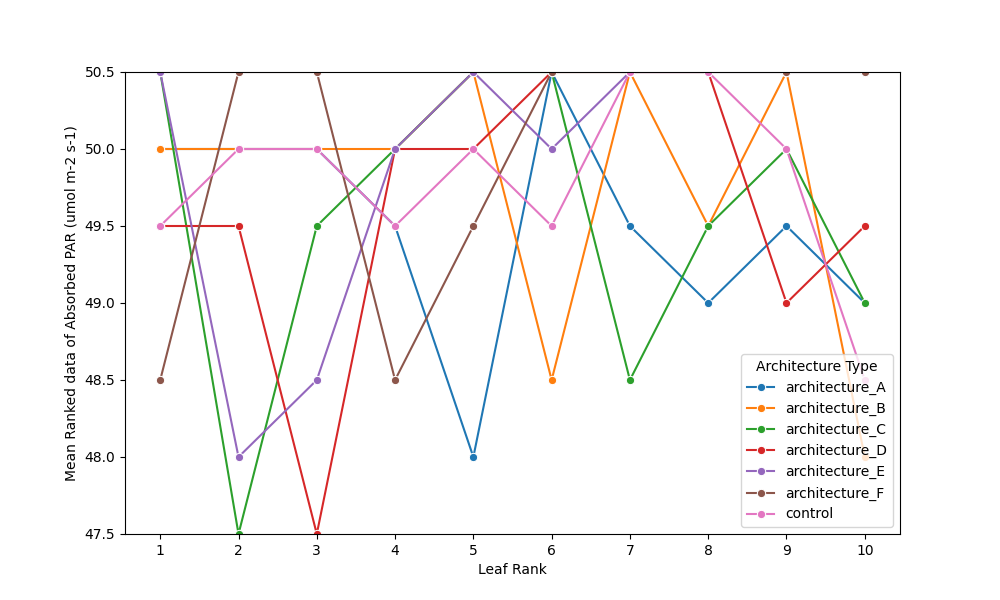 50.5
50.0
49.5
49.0
48.5
48.0
47.5
Mean Ranked data of Absorbed PAR (umol m-2 s-1)
Architecture Type
architecture_A
architecture_B
architecture_C
architecture_D
architecture_E
architecture_F
control
1 2 3 4 5 6 7 8 9 10
Leaf Rank